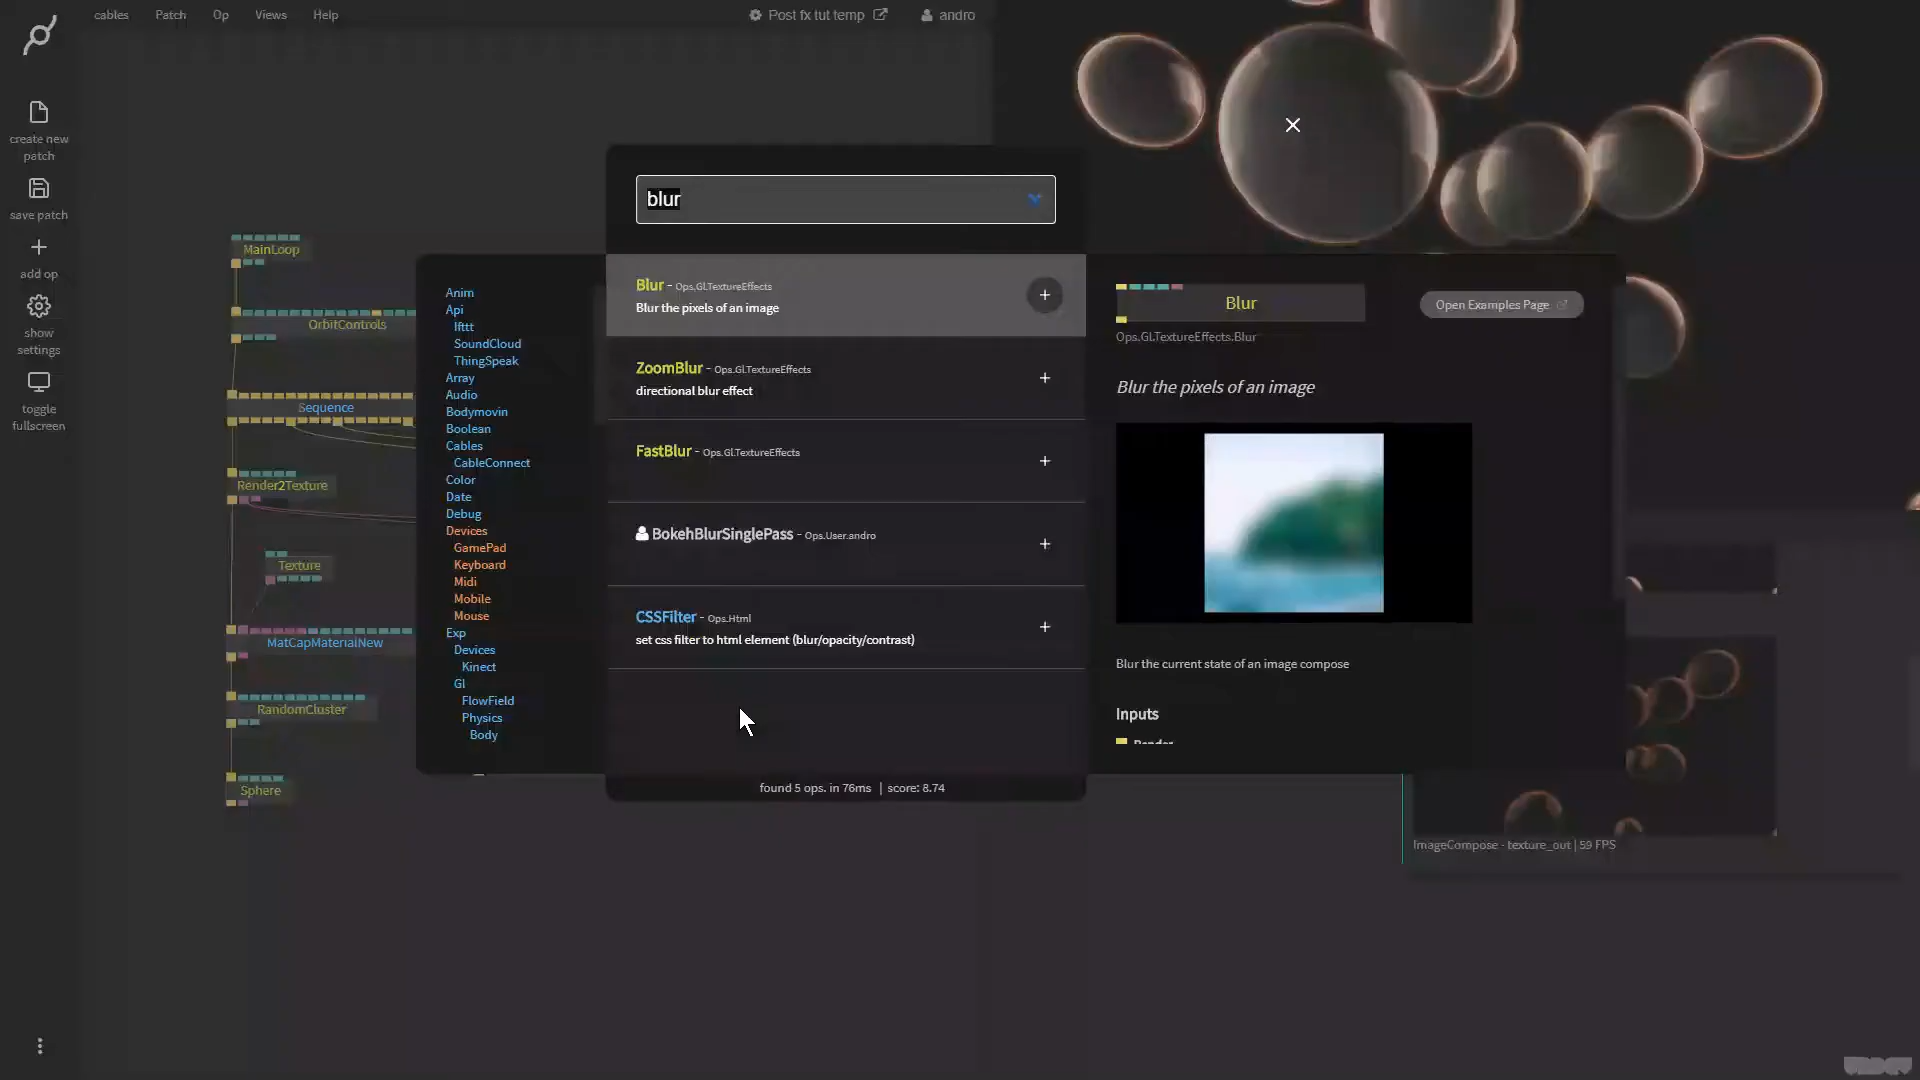 cables Patch Op Views Help Post fx tut temp andro
create new
patch
save patch
add op
show
settings
toggle
fullscreen
MainLoop
OrbitControls
Sequence
Render2Texture
Texture
MatCapMaterialNew
RandomCluster
Sphere
blur
Anim
Api
Ifttt
SoundCloud
ThingSpeak
Array
Audio
Bodymovin
Boolean
Cables
CableConnect
Color
Date
Debug
Devices
GamePad
Keyboard
Midi
Mobile
Mouse
Exp
Devices
Kinect
Gl
FlowField
Physics
Body
Blur - Ops.Gl.TextureEffects
Blur the pixels of an image
ZoomBlur - Ops.Gl.TextureEffects
directional blur effect
FastBlur - Ops.Gl.TextureEffects
BokehBlurSinglePass - Ops.User.andro
CSSFilter - Ops.Html
set css filter to html element (blur/opacity/contrast)
found 5 ops. in 76ms | score: 8.74
Blur
Open Examples Page
Ops.Gl.TextureEffects.Blur
Blur the pixels of an image
Blur the current state of an image compose
Inputs
Render
ImageCompose - texture_out | 59 FPS